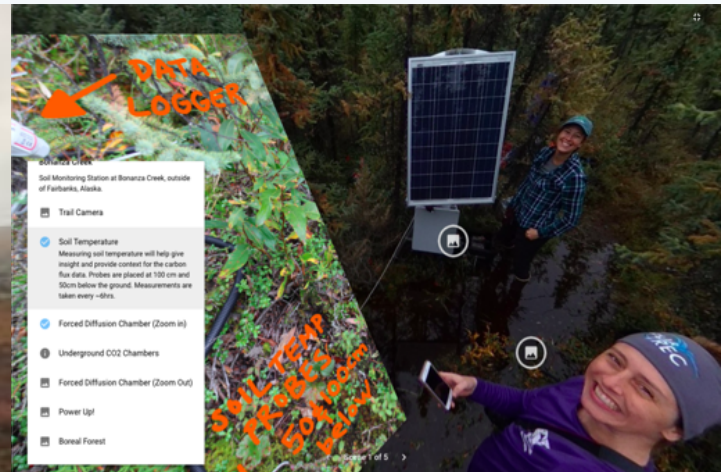 DATA
LOGGER
Bonanza Creek
Soil Monitoring Station at Bonanza Creek, outside
of Fairbanks, Alaska.
Trail Camera
Soil Temperature
Measuring soil temperature will help give
insight and provide context for the carbon
flux data. Probes are placed at 100 cm and
50cm below the ground. Measurements are
taken every ~6hrs.
Forced Diffusion Chamber (Zoom in)
Underground CO2 Chambers
Forced Diffusion Chamber (Zoom Out)
Power Up!
Boreal Forest
SOIL TEMP
PROBES
50 & 100cm
below
Scene 1 of 5